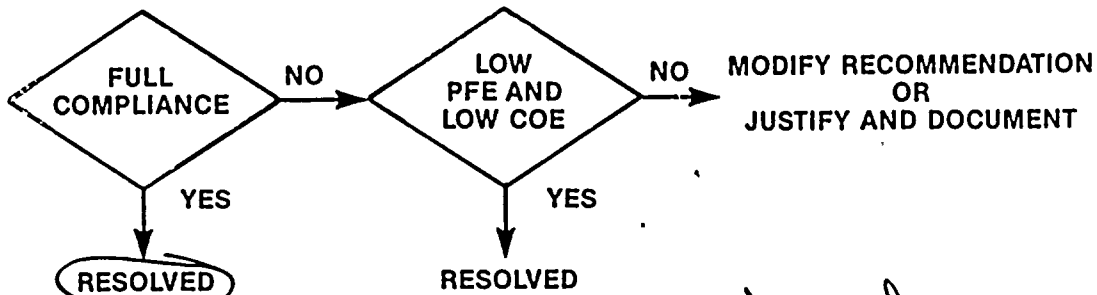 FULL
COMPLIANCE
NO
LOW
PFE AND
LOW COE
NO
MODIFY RECOMMENDATION
OR
JUSTIFY AND DOCUMENT
YES
YES
RESOLVED
RESOLVED